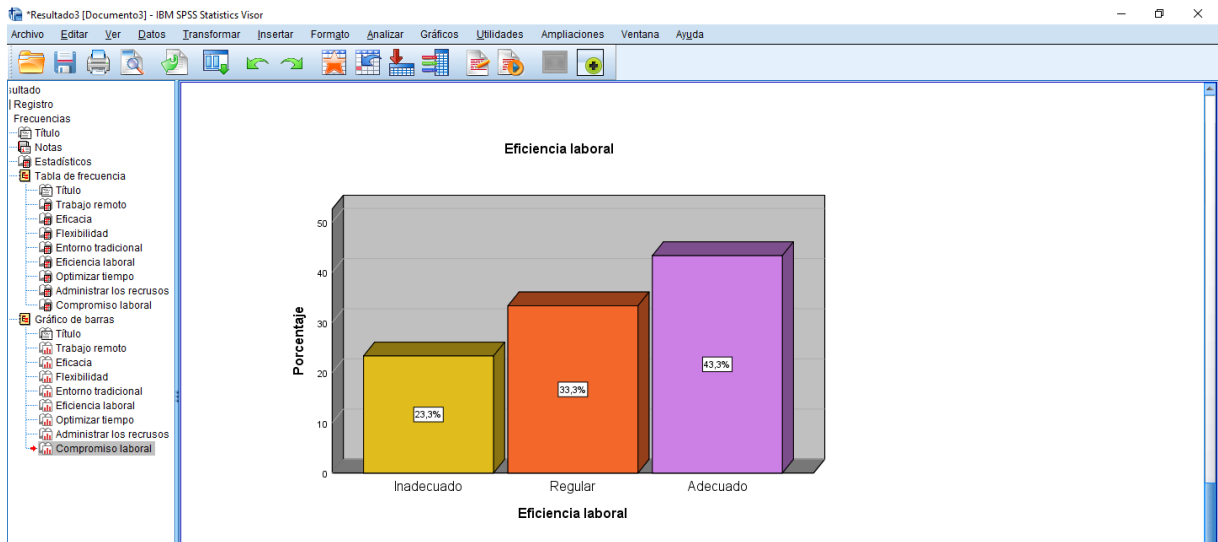 *Resultado3 [Documento3] - IBM SPSS Statistics Visor
Archivo Editar Ver Datos Transformar Insertar Formato Analizar Gráficos Utilidades Ampliaciones Ventana Ayuda
sultado
Registro
Frecuencias
Título
Notas
Estadísticos
Tabla de frecuencia
Título
Trabajo remoto
Eficacia
Flexibilidad
Entorno tradicional
Eficiencia laboral
Optimizar tiempo
Administrar los recrusos
Compromiso laboral
Gráfico de barras
Título
Trabajo remoto
Eficacia
Flexibilidad
Entorno tradicional
Eficiencia laboral
Optimizar tiempo
Administrar los recrusos
Compromiso laboral
Eficiencia laboral
Porcentaje
50
40
30
20
10
0
23,3%
33,3%
43,3%
Inadecuado Regular Adecuado
Eficiencia laboral